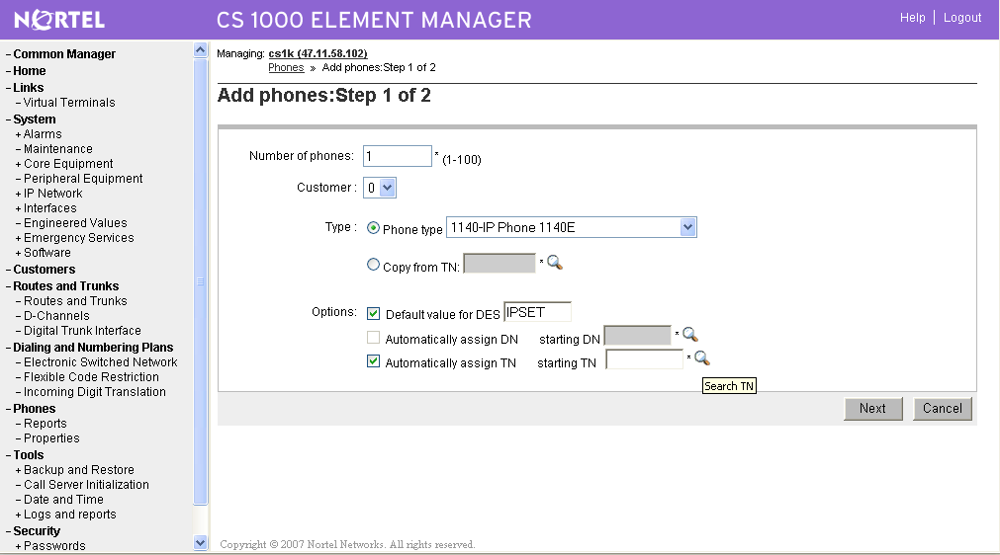 NORTEL
CS 1000 ELEMENT MANAGER
Help | Logout
– Common Manager
– Home
– Links
– Virtual Terminals
– System
+ Alarms
– Maintenance
+ Core Equipment
– Peripheral Equipment
+ IP Network
+ Interfaces
– Engineered Values
+ Emergency Services
+ Software
– Customers
– Routes and Trunks
– Routes and Trunks
– D-Channels
– Digital Trunk Interface
– Dialing and Numbering Plans
– Electronic Switched Network
– Flexible Code Restriction
– Incoming Digit Translation
– Phones
– Reports
– Properties
– Tools
+ Backup and Restore
– Call Server Initialization
– Date and Time
+ Logs and reports
– Security
+ Passwords
Managing: cs1k (47.11.58.102)
Phones » Add phones:Step 1 of 2
Add phones:Step 1 of 2
Number of phones: 1 * (1-100)
Customer : 0
Type : Phone type 1140-IP Phone 1140E
Copy from TN: *
Options: Default value for DES IPSET
Automatically assign DN starting DN *
Automatically assign TN starting TN *
Search TN
Next Cancel
Copyright © 2007 Nortel Networks. All rights reserved.